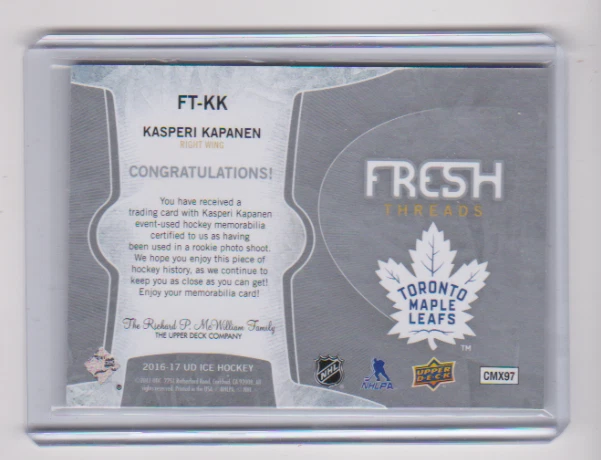 FT-KK
KASPERI KAPANEN
RIGHT WING
CONGRATULATIONS!
You have received a
trading card with Kasperi Kapanen
event-used hockey memorabilia
certified to us as having
been used in a rookie photo shoot.
We hope you enjoy this piece of
hockey history, as we continue to
keep you as close as you can get!
Enjoy your memorabilia card!
The Richard P. McWilliam Family
THE UPPER DECK COMPANY
2016-17 UD ICE HOCKEY
FRESH
THREADS
TORONTO
MAPLE
LEAFS
TM
NHL
NHLPA
UPPER
DECK
CMX97